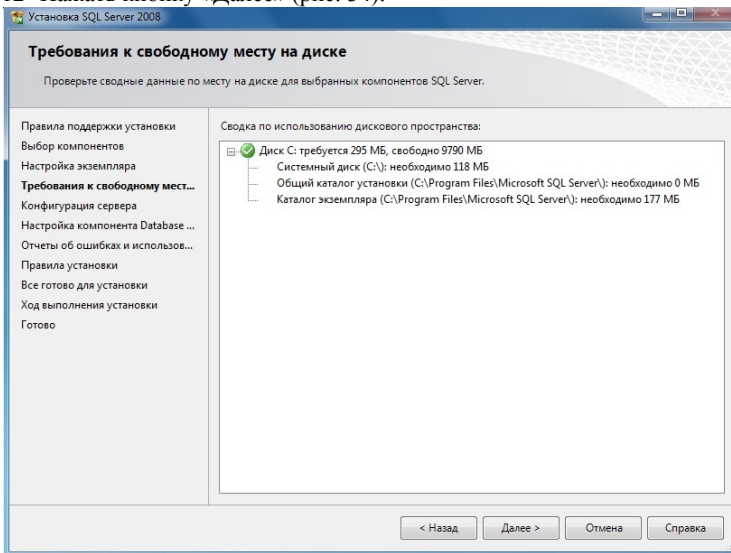 Установка SQL Server 2008
Требования к свободному месту на диске
Проверьте сводные данные по месту на диске для выбранных компонентов SQL Server.
Правила поддержки установки
Выбор компонентов
Настройка экземпляра
Требования к свободному мест...
Конфигурация сервера
Настройка компонента Database ...
Отчеты об ошибках и использов...
Правила установки
Все готово для установки
Ход выполнения установки
Готово
Сводка по использованию дискового пространства:
Диск C: требуется 295 МБ, свободно 9790 МБ
Системный диск (C:\): необходимо 118 МБ
Общий каталог установки (C:\Program Files\Microsoft SQL Server\): необходимо 0 МБ
Каталог экземпляра (C:\Program Files\Microsoft SQL Server\): необходимо 177 МБ
< Назад
Далее >
Отмена
Справка